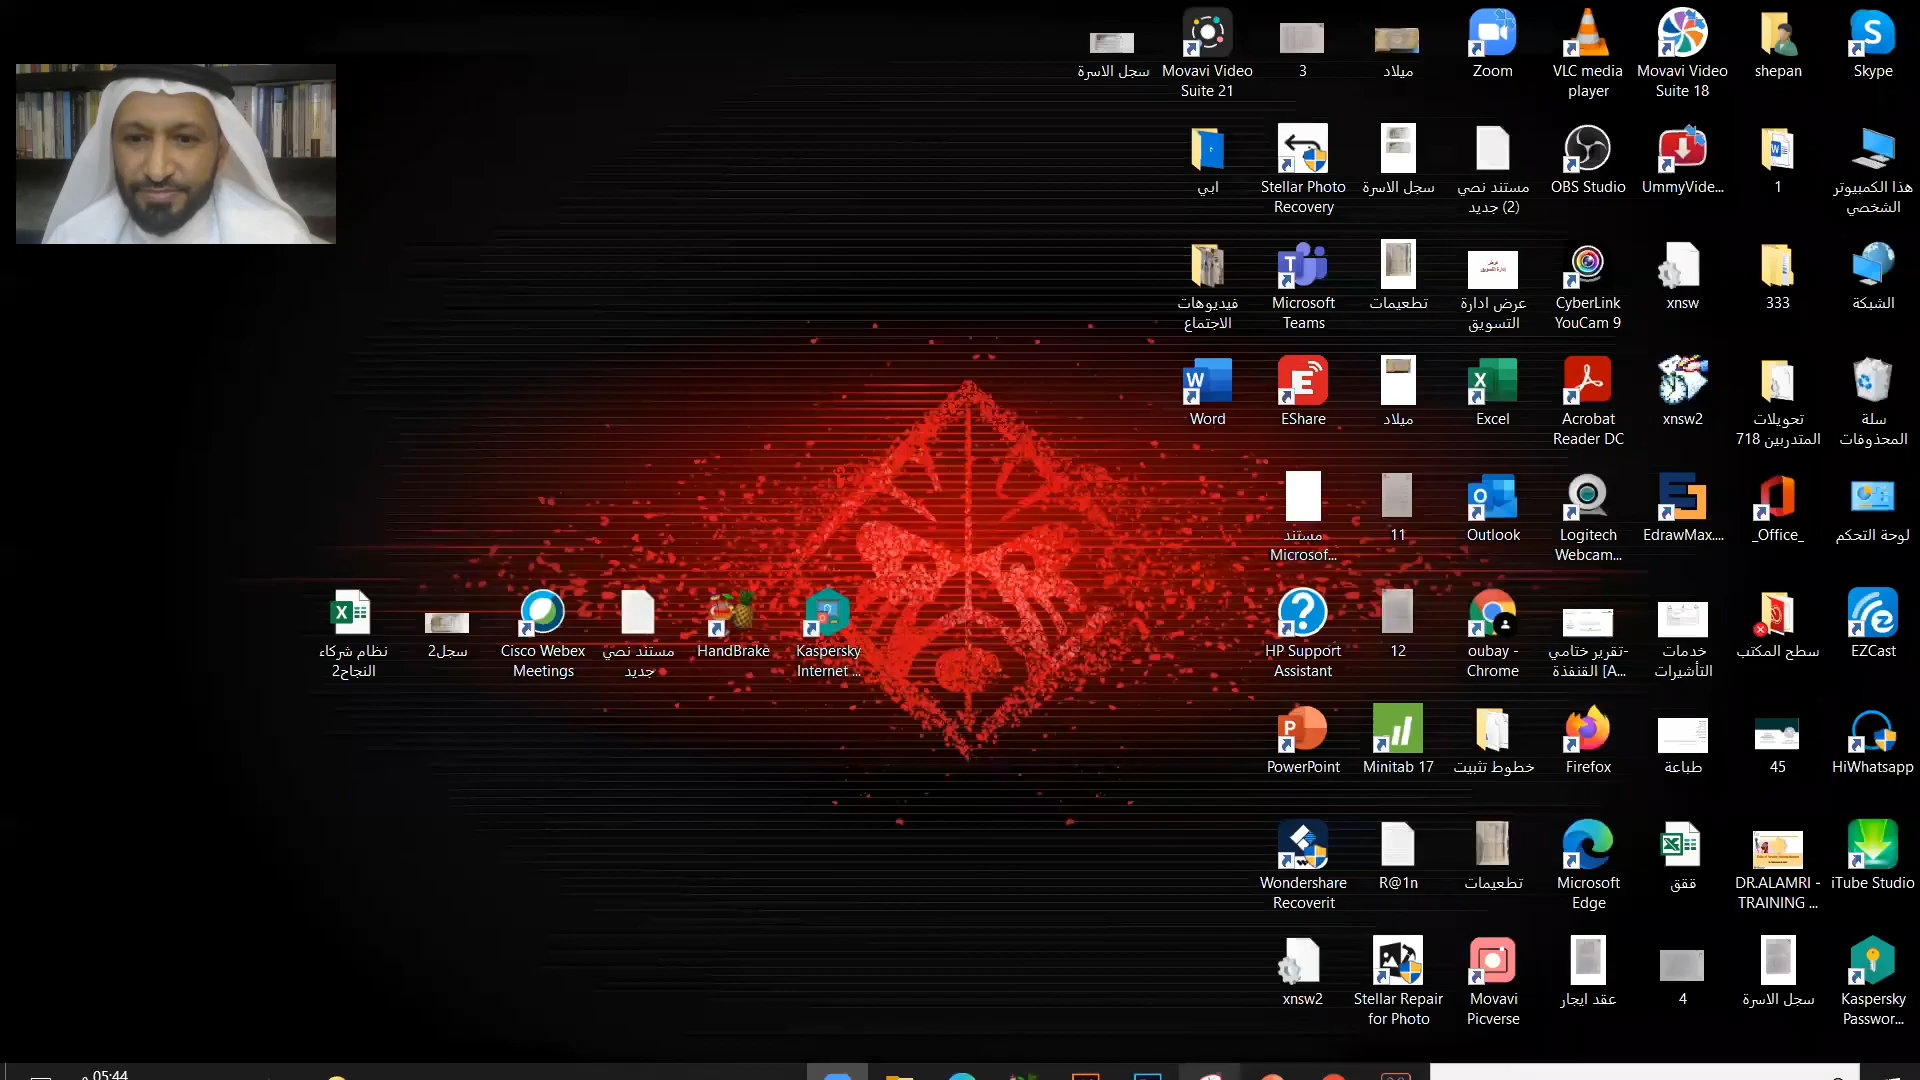 سجل الاسرة
Movavi Video
Suite 21
3
ميلاد
Zoom
VLC media
player
Movavi Video
Suite 18
shepan
Skype
ابي
Stellar Photo
Recovery
سجل الاسرة
مستند نصي
جديد (2)
OBS Studio
UmmyVide...
1
هذا الكمبيوتر
الشخصي
فيديوهات
الاجتماع
Microsoft
Teams
تطعيمات
عرض ادارة
التسويق
CyberLink
YouCam 9
xnsw
333
الشبكة
Word
EShare
ميلاد
Excel
Acrobat
Reader DC
xnsw2
تحويلات
المتدربين 718
سلة
المحذوفات
مستند
Microsof...
11
Outlook
Logitech
Webcam...
EdrawMax....
_Office_
لوحة التحكم
نظام شركاء
النجاح2
سجل2
Cisco Webex
Meetings
مستند نصي
جديد
HandBrake
Kaspersky
Internet ...
HP Support
Assistant
12
oubay -
Chrome
تقرير ختامي-
القنفذة [A...
خدمات
التأشيرات
سطح المكتب
EZCast
PowerPoint
Minitab 17
خطوط تثبيت
Firefox
طباعة
45
HiWhatsapp
Wondershare
Recoverit
R@1n
تطعيمات
Microsoft
Edge
ققق
DR.ALAMRI -
TRAINING ...
iTube Studio
xnsw2
Stellar Repair
for Photo
Movavi
Picverse
عقد ايجار
4
سجل الاسرة
Kaspersky
Passwor...
05:44